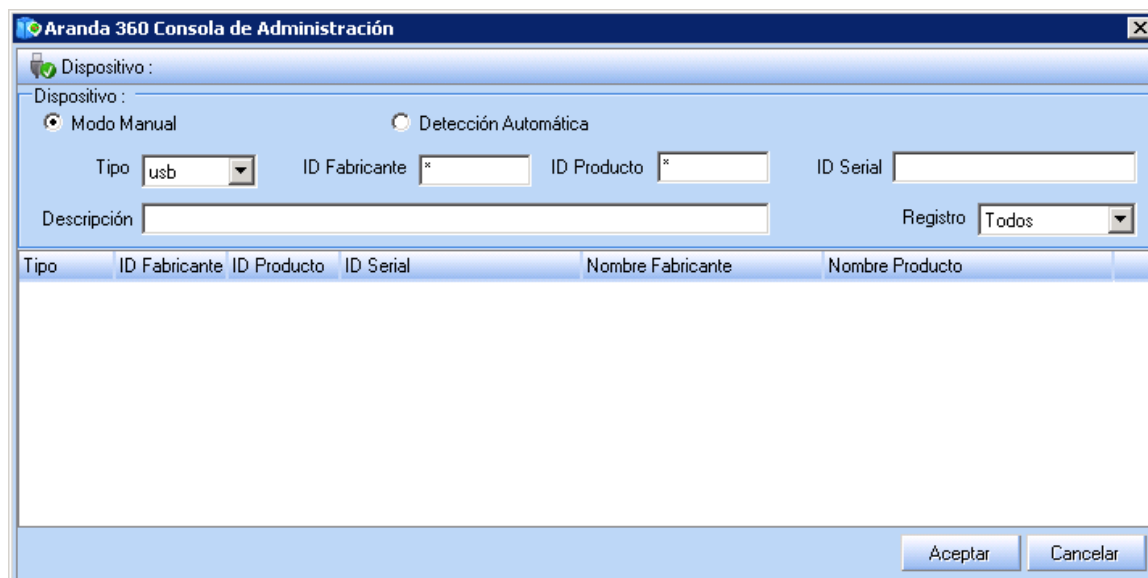 Aranda 360 Consola de Administración
Dispositivo :
Dispositivo :
Modo Manual Detección Automática
Tipo usb ID Fabricante * ID Producto * ID Serial
Descripción Registro Todos
Tipo ID Fabricante ID Producto ID Serial Nombre Fabricante Nombre Producto
Aceptar Cancelar